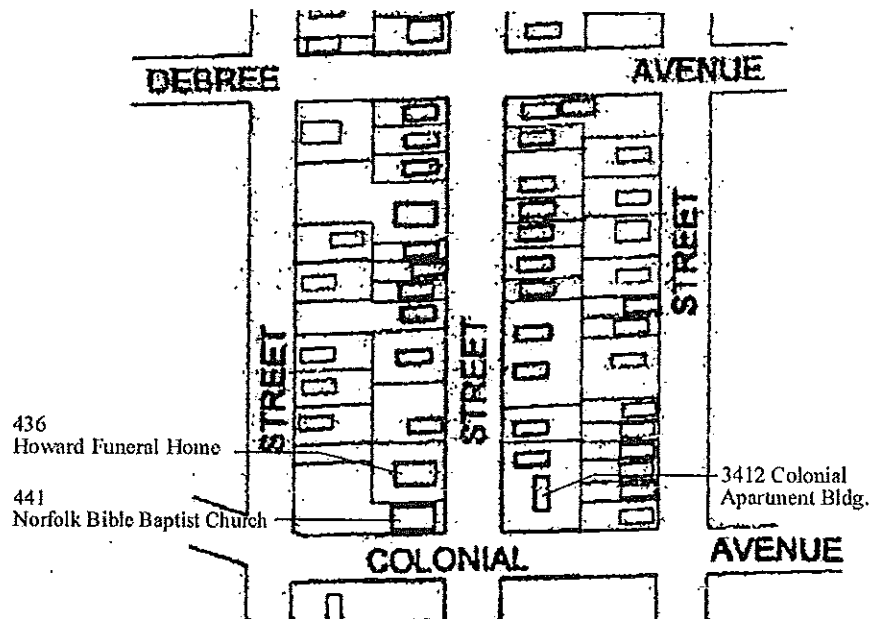 DEBREE
AVENUE
STREET
STREET
STREET
436
Howard Funeral Home
441
Norfolk Bible Baptist Church
3412 Colonial
Apartment Bldg.
COLONIAL
AVENUE